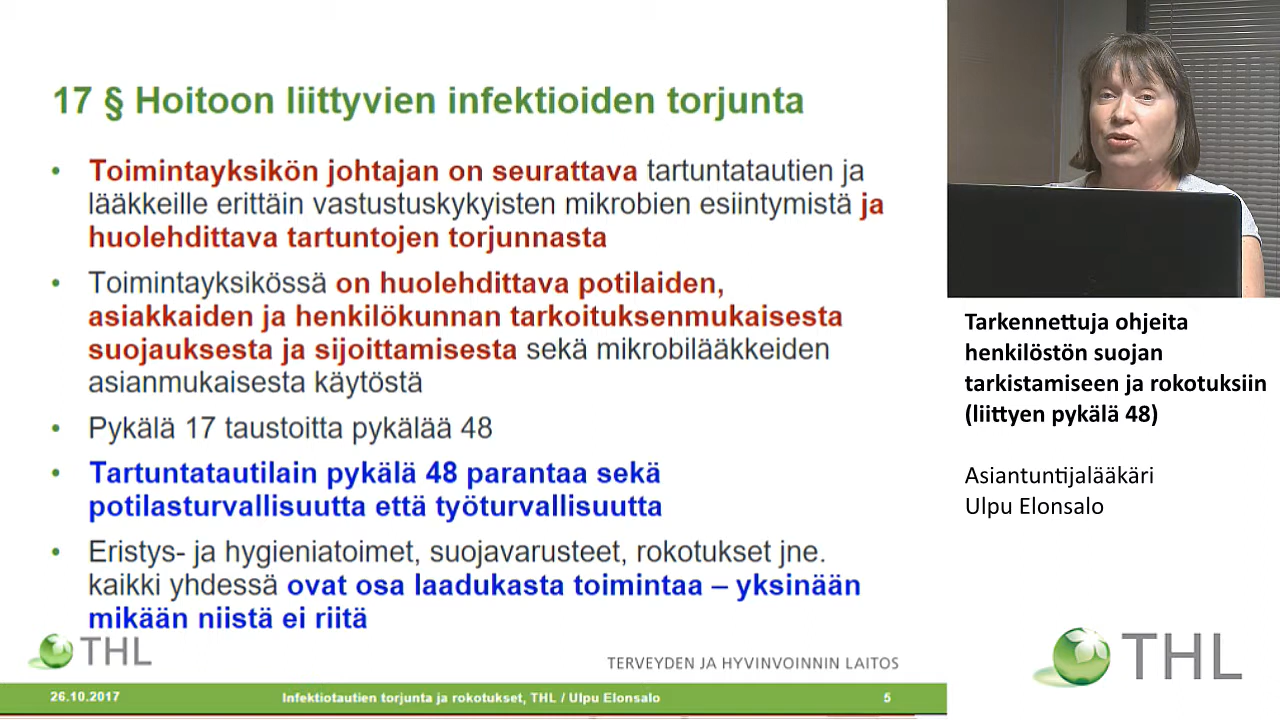 17 § Hoitoon liittyvien infektioiden torjunta
• Toimintayksikön johtajan on seurattava tartuntatautien ja
lääkkeille erittäin vastustuskykyisten mikrobien esiintymistä ja
huolehdittava tartuntojen torjunnasta
• Toimintayksikössä on huolehdittava potilaiden,
asiakkaiden ja henkilökunnan tarkoituksenmukaisesta
suojauksesta ja sijoittamisesta sekä mikrobilääkkeiden
asianmukaisesta käytöstä
• Pykälä 17 taustoitta pykälää 48
• Tartuntatautilain pykälä 48 parantaa sekä
potilasturvallisuutta että työturvallisuutta
• Eristys- ja hygieniatoimet, suojavarusteet, rokotukset jne.
kaikki yhdessä ovat osa laadukasta toimintaa – yksinään
mikään niistä ei riitä
THL
TERVEYDEN JA HYVINVOINNIN LAITOS
26.10.2017
Infektiotautien torjunta ja rokotukset, THL / Ulpu Elonsalo
5
Tarkennettuja ohjeita
henkilöstön suojan
tarkistamiseen ja rokotuksiin
(liittyen pykälä 48)
Asiantuntijalääkäri
Ulpu Elonsalo
THL